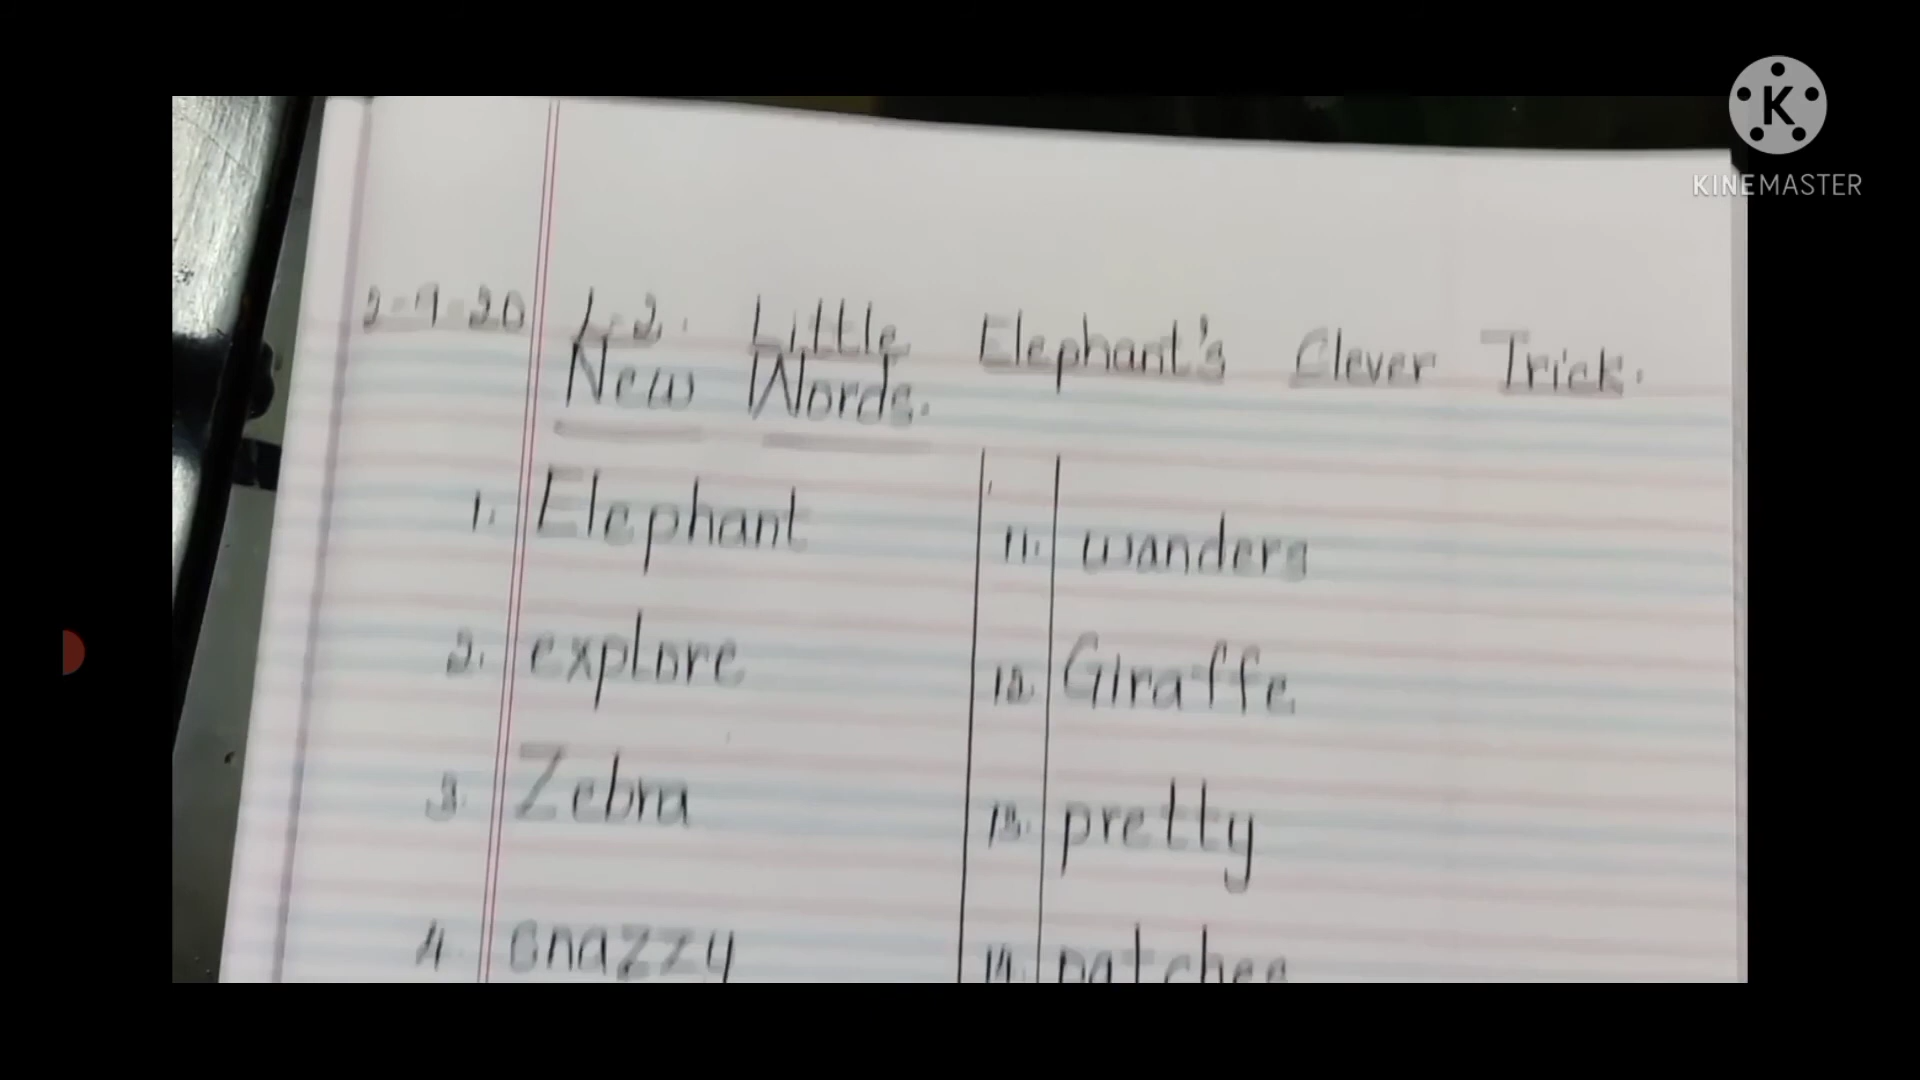 K
KINEMASTER
2-9-20 L-2. Little Elephant's Clever Trick.
New Words.
1. Elephant
11. wanders
2. explore
12. Giraffe
3. Zebra
13. pretty
4. snazzy
14. patches